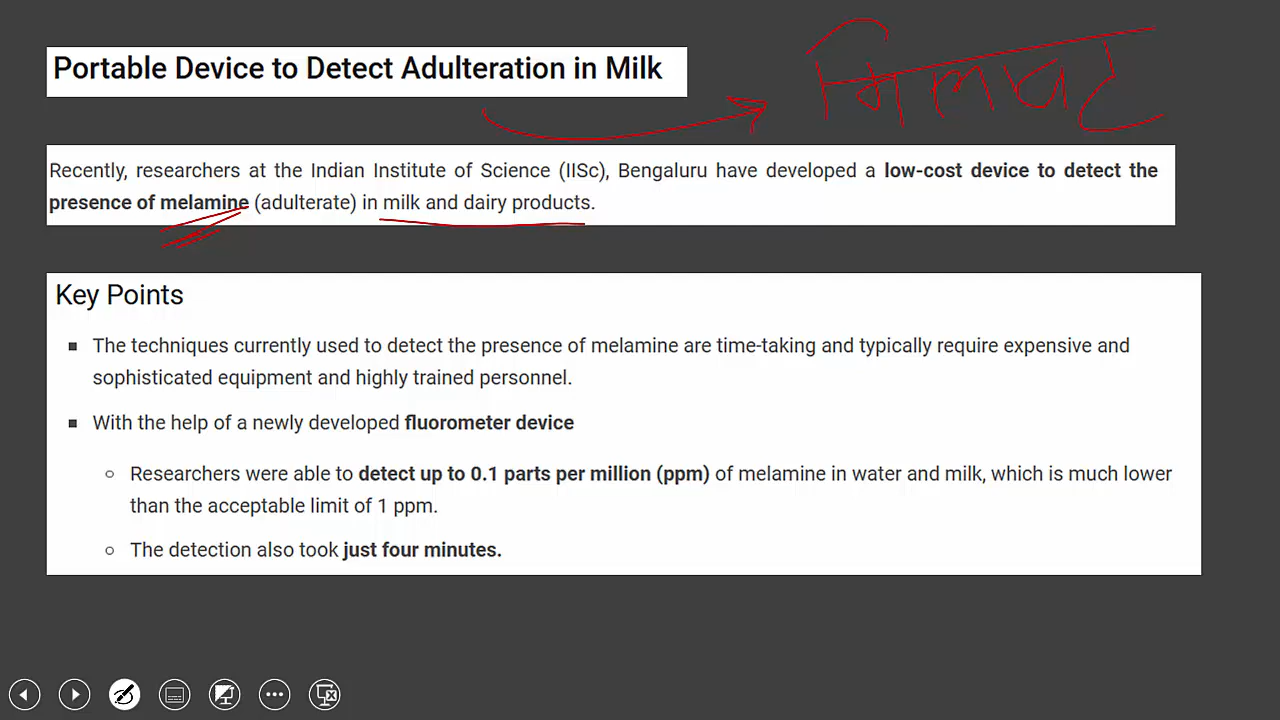 Portable Device to Detect Adulteration in Milk
मिलवट
Recently, researchers at the Indian Institute of Science (IISc), Bengaluru have developed a low-cost device to detect the
presence of melamine (adulterate) in milk and dairy products.
Key Points
▪ The techniques currently used to detect the presence of melamine are time-taking and typically require expensive and
sophisticated equipment and highly trained personnel.
▪ With the help of a newly developed fluorometer device
○ Researchers were able to detect up to 0.1 parts per million (ppm) of melamine in water and milk, which is much lower
than the acceptable limit of 1 ppm.
○ The detection also took just four minutes.